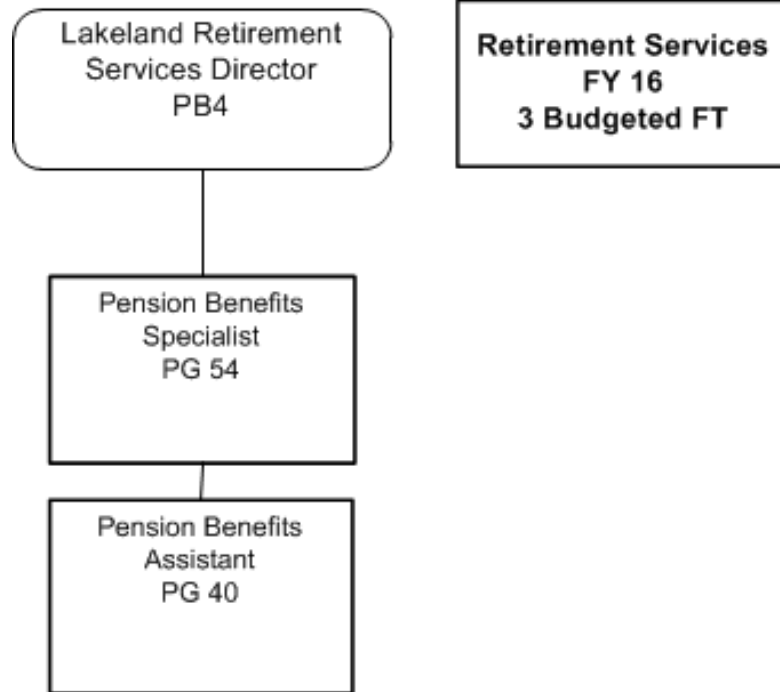 Lakeland Retirement
Services Director
PB4
Retirement Services
FY 16
3 Budgeted FT
Pension Benefits
Specialist
PG 54
Pension Benefits
Assistant
PG 40